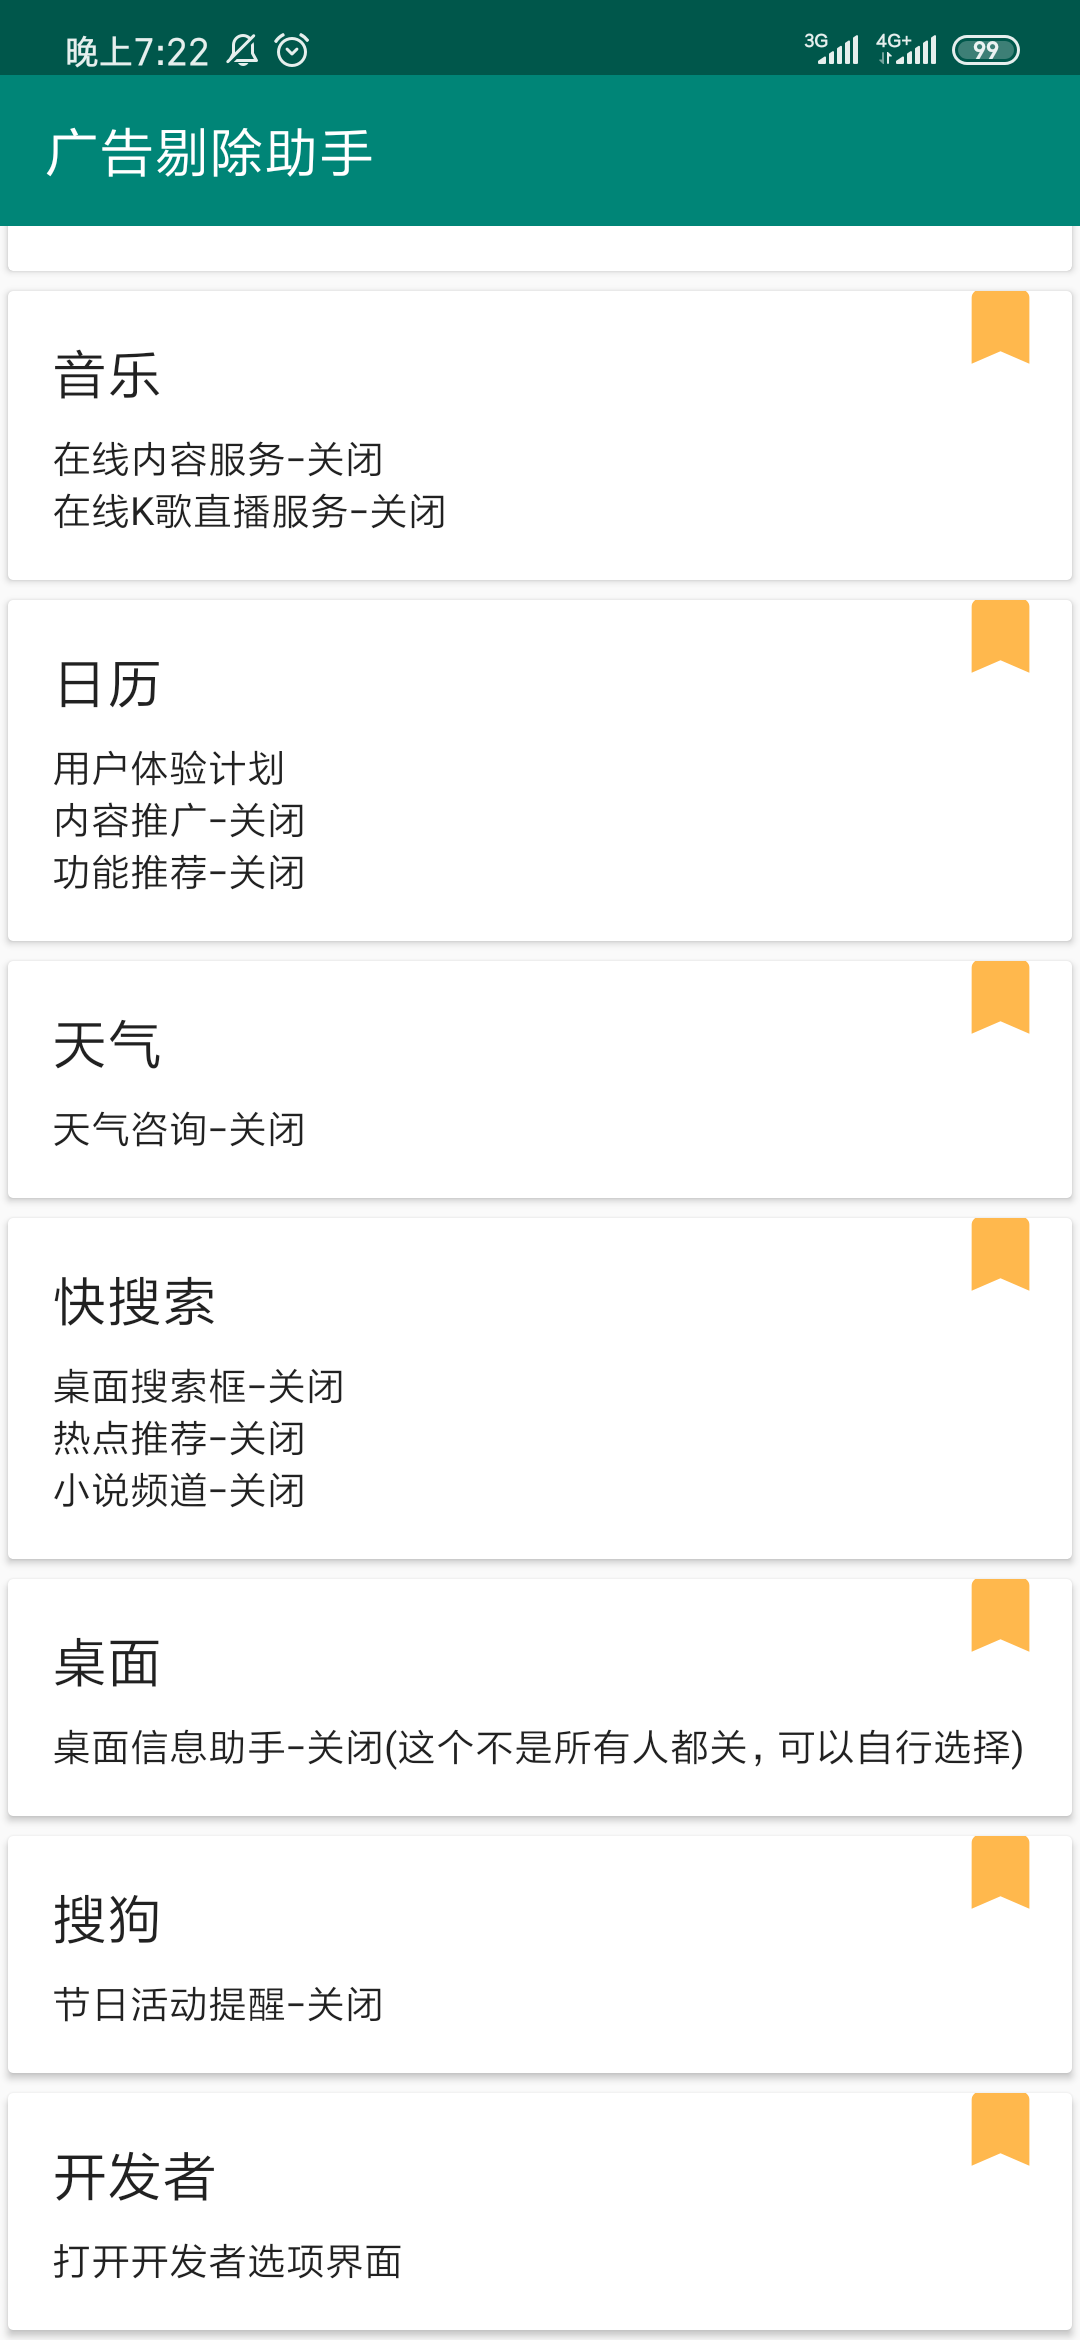 晚上7:22
3G 4G+ 99
广告剔除助手
音乐
在线内容服务-关闭
在线K歌直播服务-关闭
日历
用户体验计划
内容推广-关闭
功能推荐-关闭
天气
天气咨询-关闭
快搜索
桌面搜索框-关闭
热点推荐-关闭
小说频道-关闭
桌面
桌面信息助手-关闭(这个不是所有人都关, 可以自行选择)
搜狗
节日活动提醒-关闭
开发者
打开开发者选项界面